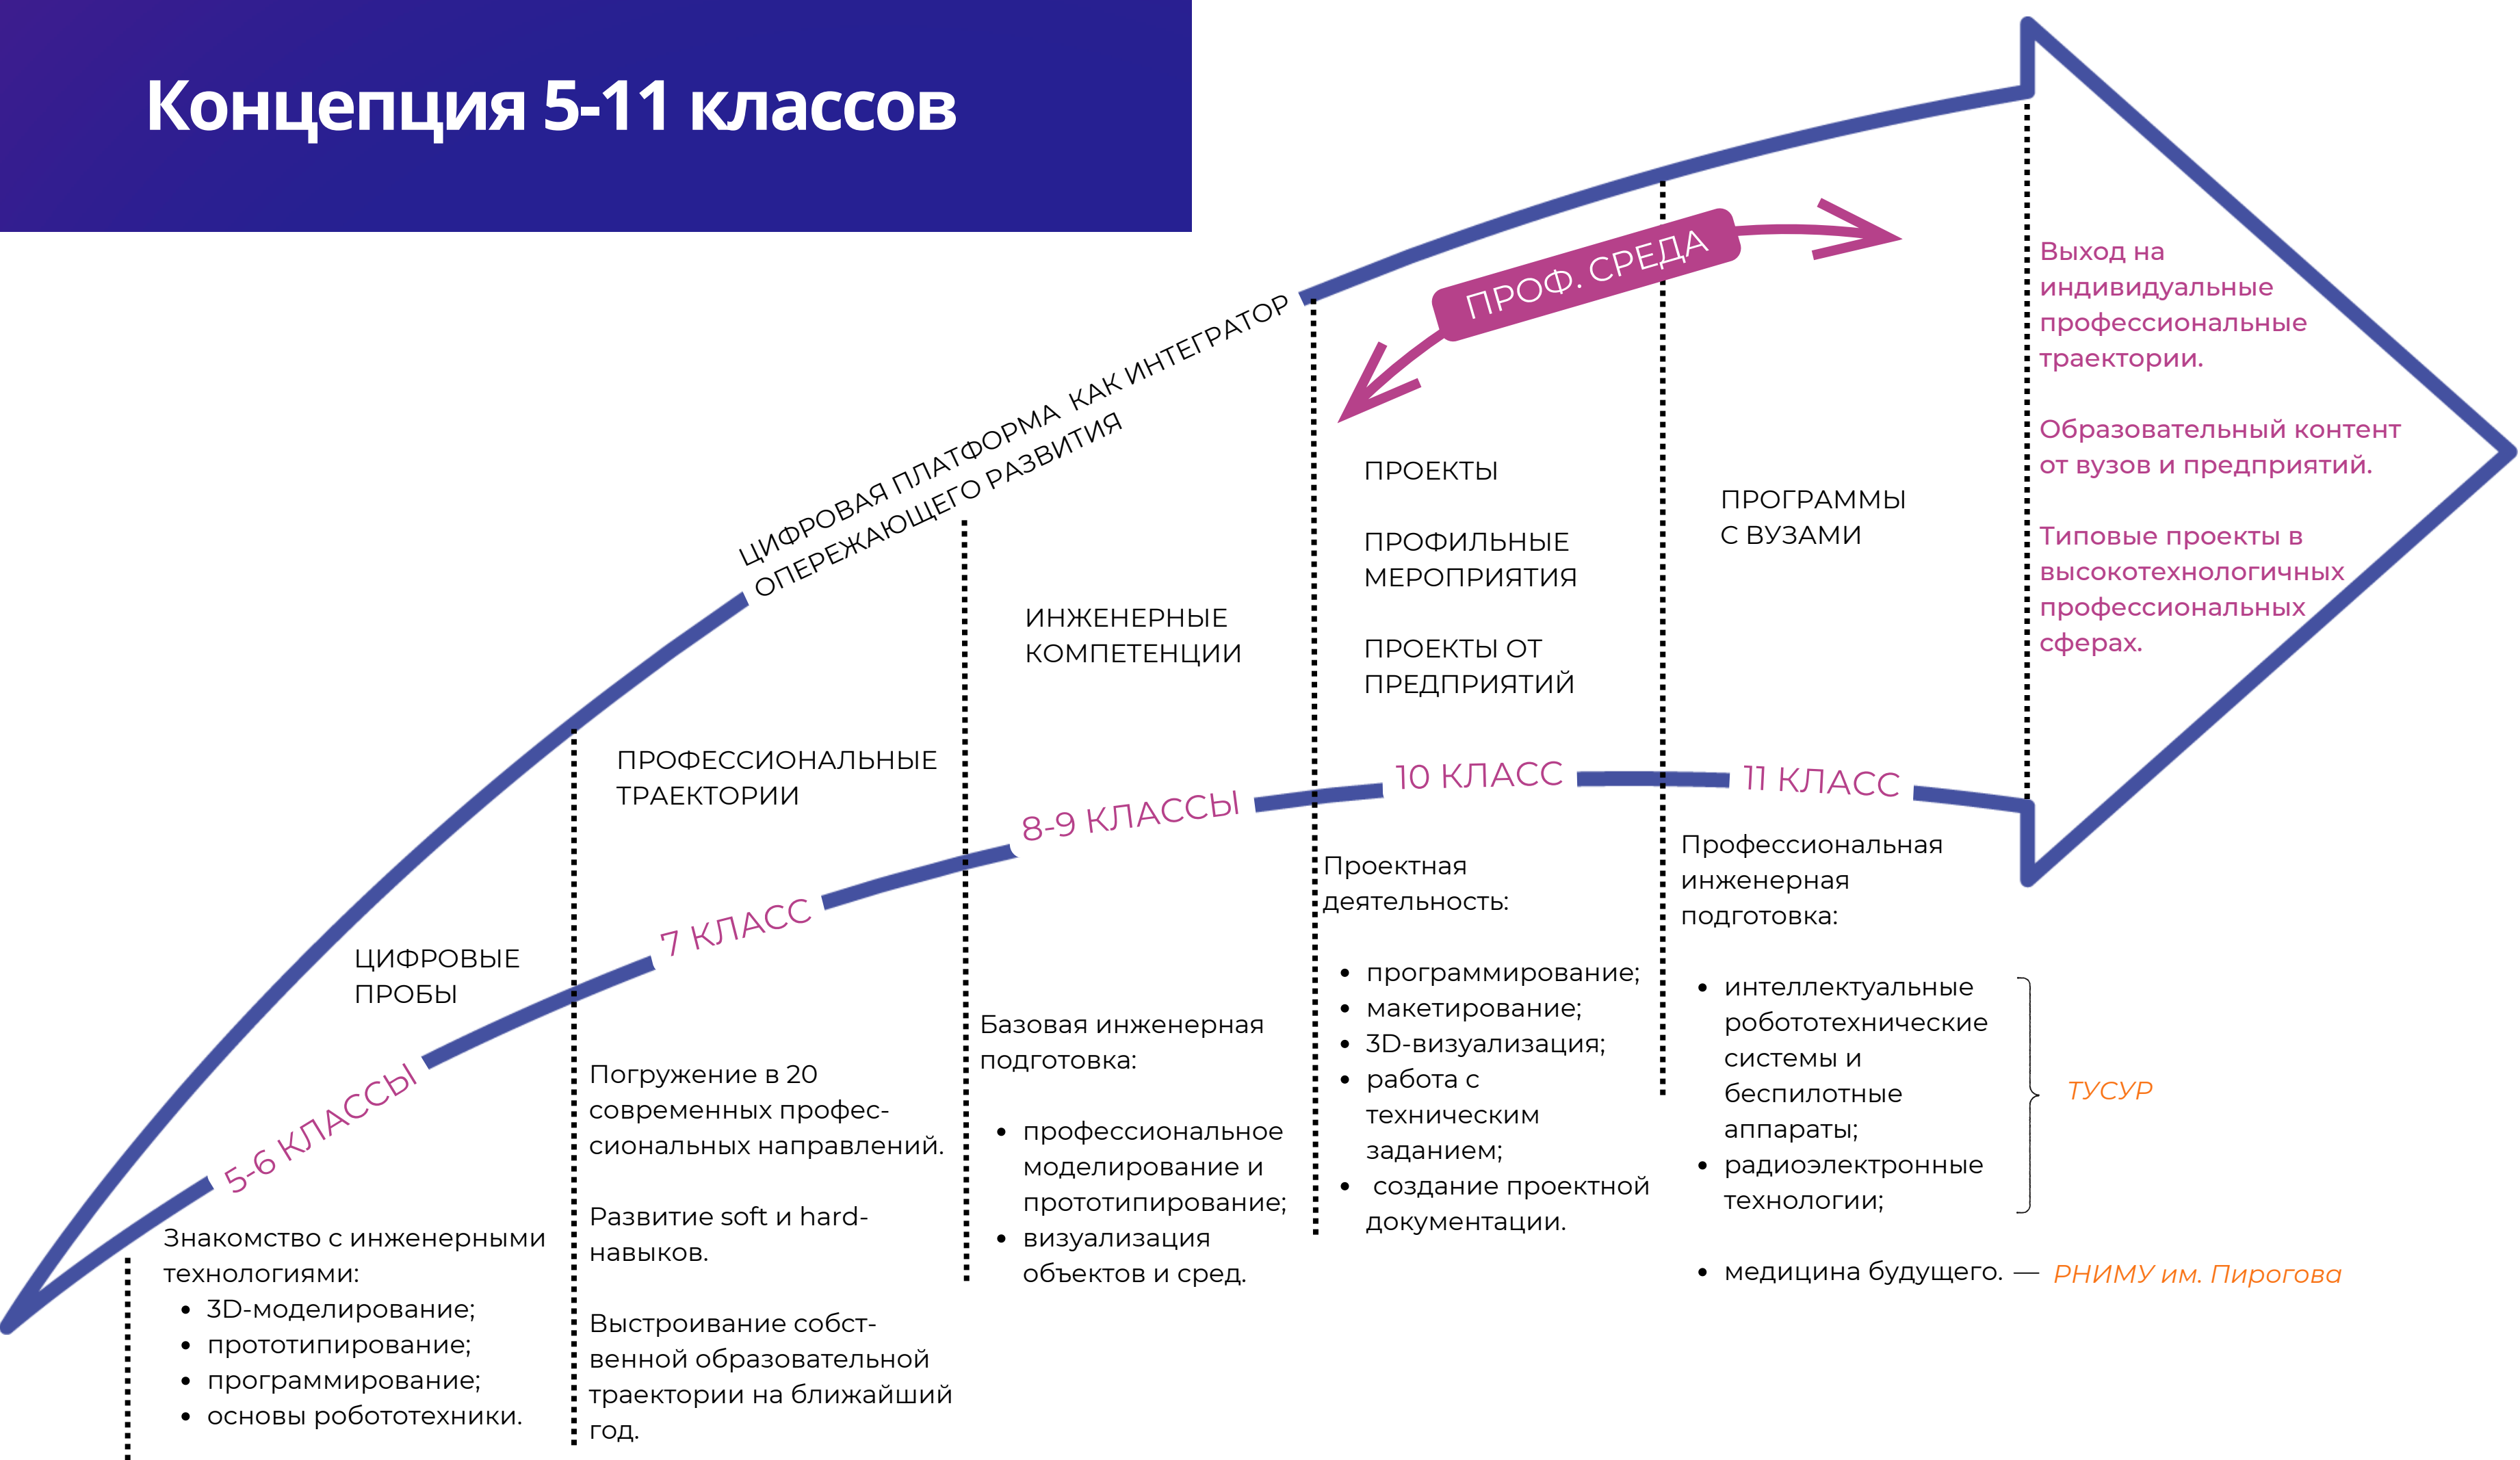 Концепция 5-11 классов
ЦИФРОВАЯ ПЛАТФОРМА КАК ИНТЕГРАТОР
ОПЕРЕЖАЮЩЕГО РАЗВИТИЯ
ПРОФ. СРЕДА
ЦИФРОВЫЕ
ПРОБЫ
5-6 КЛАССЫ
Знакомство с инженерными
технологиями:
• 3D-моделирование;
• прототипирование;
• программирование;
• основы робототехники.
ПРОФЕССИОНАЛЬНЫЕ
ТРАЕКТОРИИ
7 КЛАСС
Погружение в 20
современных профес-
сиональных направлений.
Развитие soft и hard-
навыков.
Выстроивание собст-
венной образовательной
траектории на ближайший
год.
ИНЖЕНЕРНЫЕ
КОМПЕТЕНЦИИ
8-9 КЛАССЫ
Базовая инженерная
подготовка:
• профессиональное
моделирование и
прототипирование;
• визуализация
объектов и сред.
ПРОЕКТЫ
ПРОФИЛЬНЫЕ
МЕРОПРИЯТИЯ
ПРОЕКТЫ ОТ
ПРЕДПРИЯТИЙ
10 КЛАСС
Проектная
деятельность:
• программирование;
• макетирование;
• 3D-визуализация;
• работа с
техническим
заданием;
• создание проектной
документации.
ПРОГРАММЫ
С ВУЗАМИ
11 КЛАСС
Профессиональная
инженерная
подготовка:
• интеллектуальные
робототехнические
системы и
беспилотные
аппараты;
• радиоэлектронные
технологии;
ТУСУР
• медицина будущего. — РНИМУ им. Пирогова
Выход на
индивидуальные
профессиональные
траектории.
Образовательный контент
от вузов и предприятий.
Типовые проекты в
высокотехнологичных
профессиональных
сферах.